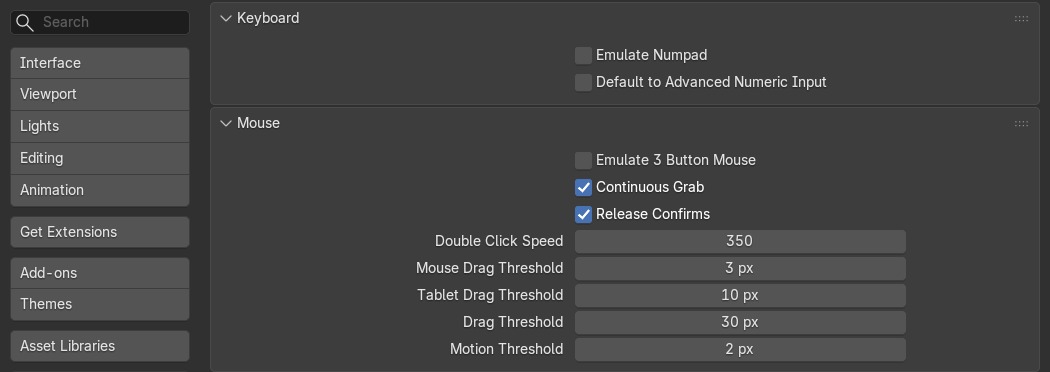 Search
Interface
Viewport
Lights
Editing
Animation
Get Extensions
Add-ons
Themes
Asset Libraries
Keyboard
Emulate Numpad
Default to Advanced Numeric Input
Mouse
Emulate 3 Button Mouse
Continuous Grab
Release Confirms
Double Click Speed 350
Mouse Drag Threshold 3 px
Tablet Drag Threshold 10 px
Drag Threshold 30 px
Motion Threshold 2 px